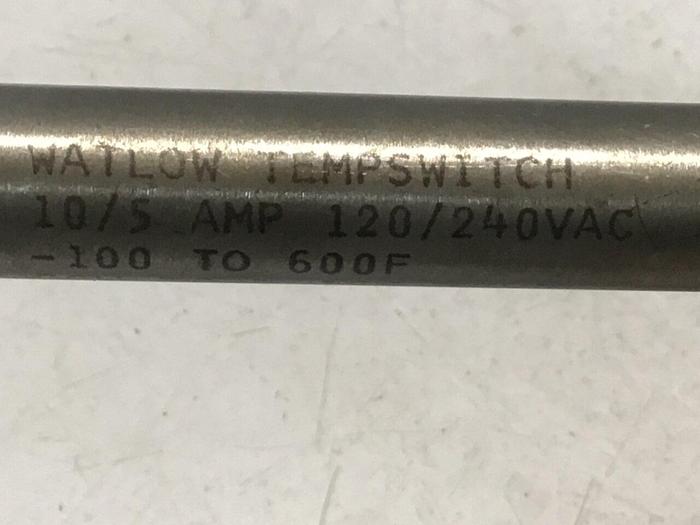 WATLOW TEMPSWITCH
10/5 AMP 120/240VAC
-100 TO 600F